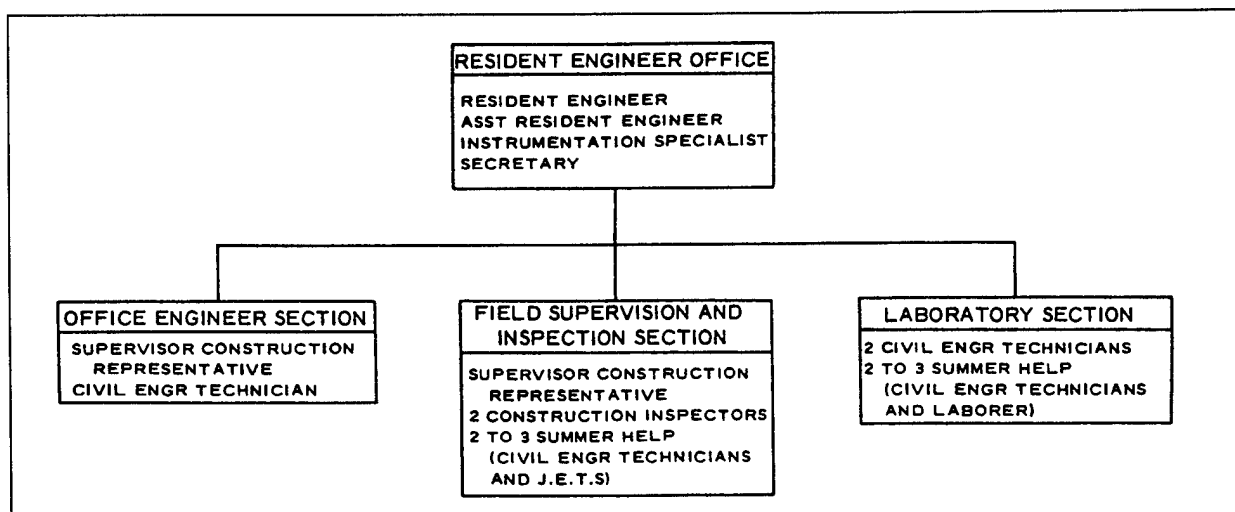 RESIDENT ENGINEER OFFICE
RESIDENT ENGINEER
ASST RESIDENT ENGINEER
INSTRUMENTATION SPECIALIST
SECRETARY
OFFICE ENGINEER SECTION
SUPERVISOR CONSTRUCTION
REPRESENTATIVE
CIVIL ENGR TECHNICIAN
FIELD SUPERVISION AND
INSPECTION SECTION
SUPERVISOR CONSTRUCTION
REPRESENTATIVE
2 CONSTRUCTION INSPECTORS
2 TO 3 SUMMER HELP
(CIVIL ENGR TECHNICIANS
AND J.E.T.S)
LABORATORY SECTION
2 CIVIL ENGR TECHNICIANS
2 TO 3 SUMMER HELP
(CIVIL ENGR TECHNICIANS
AND LABORER)